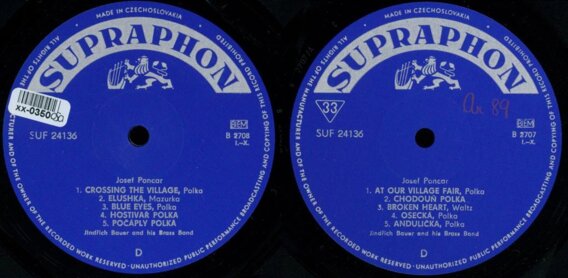 MADE IN CZECHOSLOVAKIA
ALL RIGHTS OF THE MANUFACTURER AND OF THE OWNER OF THE RECORDED WORK RESERVED · UNAUTHORIZED PUBLIC PERFORMANCE BROADCASTING AND COPYING OF THIS RECORD PROHIBITED
SUPRAPHON
XX-0350
SUF 24136
BIEM
B 2708
I.-X.
Josef Poncar
1. CROSSING THE VILLAGE, Polka
2. ELUSHKA, Mazurka
3. BLUE EYES, Polka
4. HOSTIVAR POLKA
5. POČAPLY POLKA
Jindřich Bauer and his Brass Band
D
MADE IN CZECHOSLOVAKIA
ALL RIGHTS OF THE MANUFACTURER AND OF THE OWNER OF THE RECORDED WORK RESERVED · UNAUTHORIZED PUBLIC PERFORMANCE BROADCASTING AND COPYING OF THIS RECORD PROHIBITED
SUPRAPHON
33
SUF 24136
89
BIEM
B 2707
I.-X.
Josef Poncar
1. AT OUR VILLAGE FAIR, Polka
2. CHODOUN POLKA
3. BROKEN HEART, Waltz
4. OSECKA, Polka
5. ANDULIČKA, Polka
Jindřich Bauer and his Brass Band
D